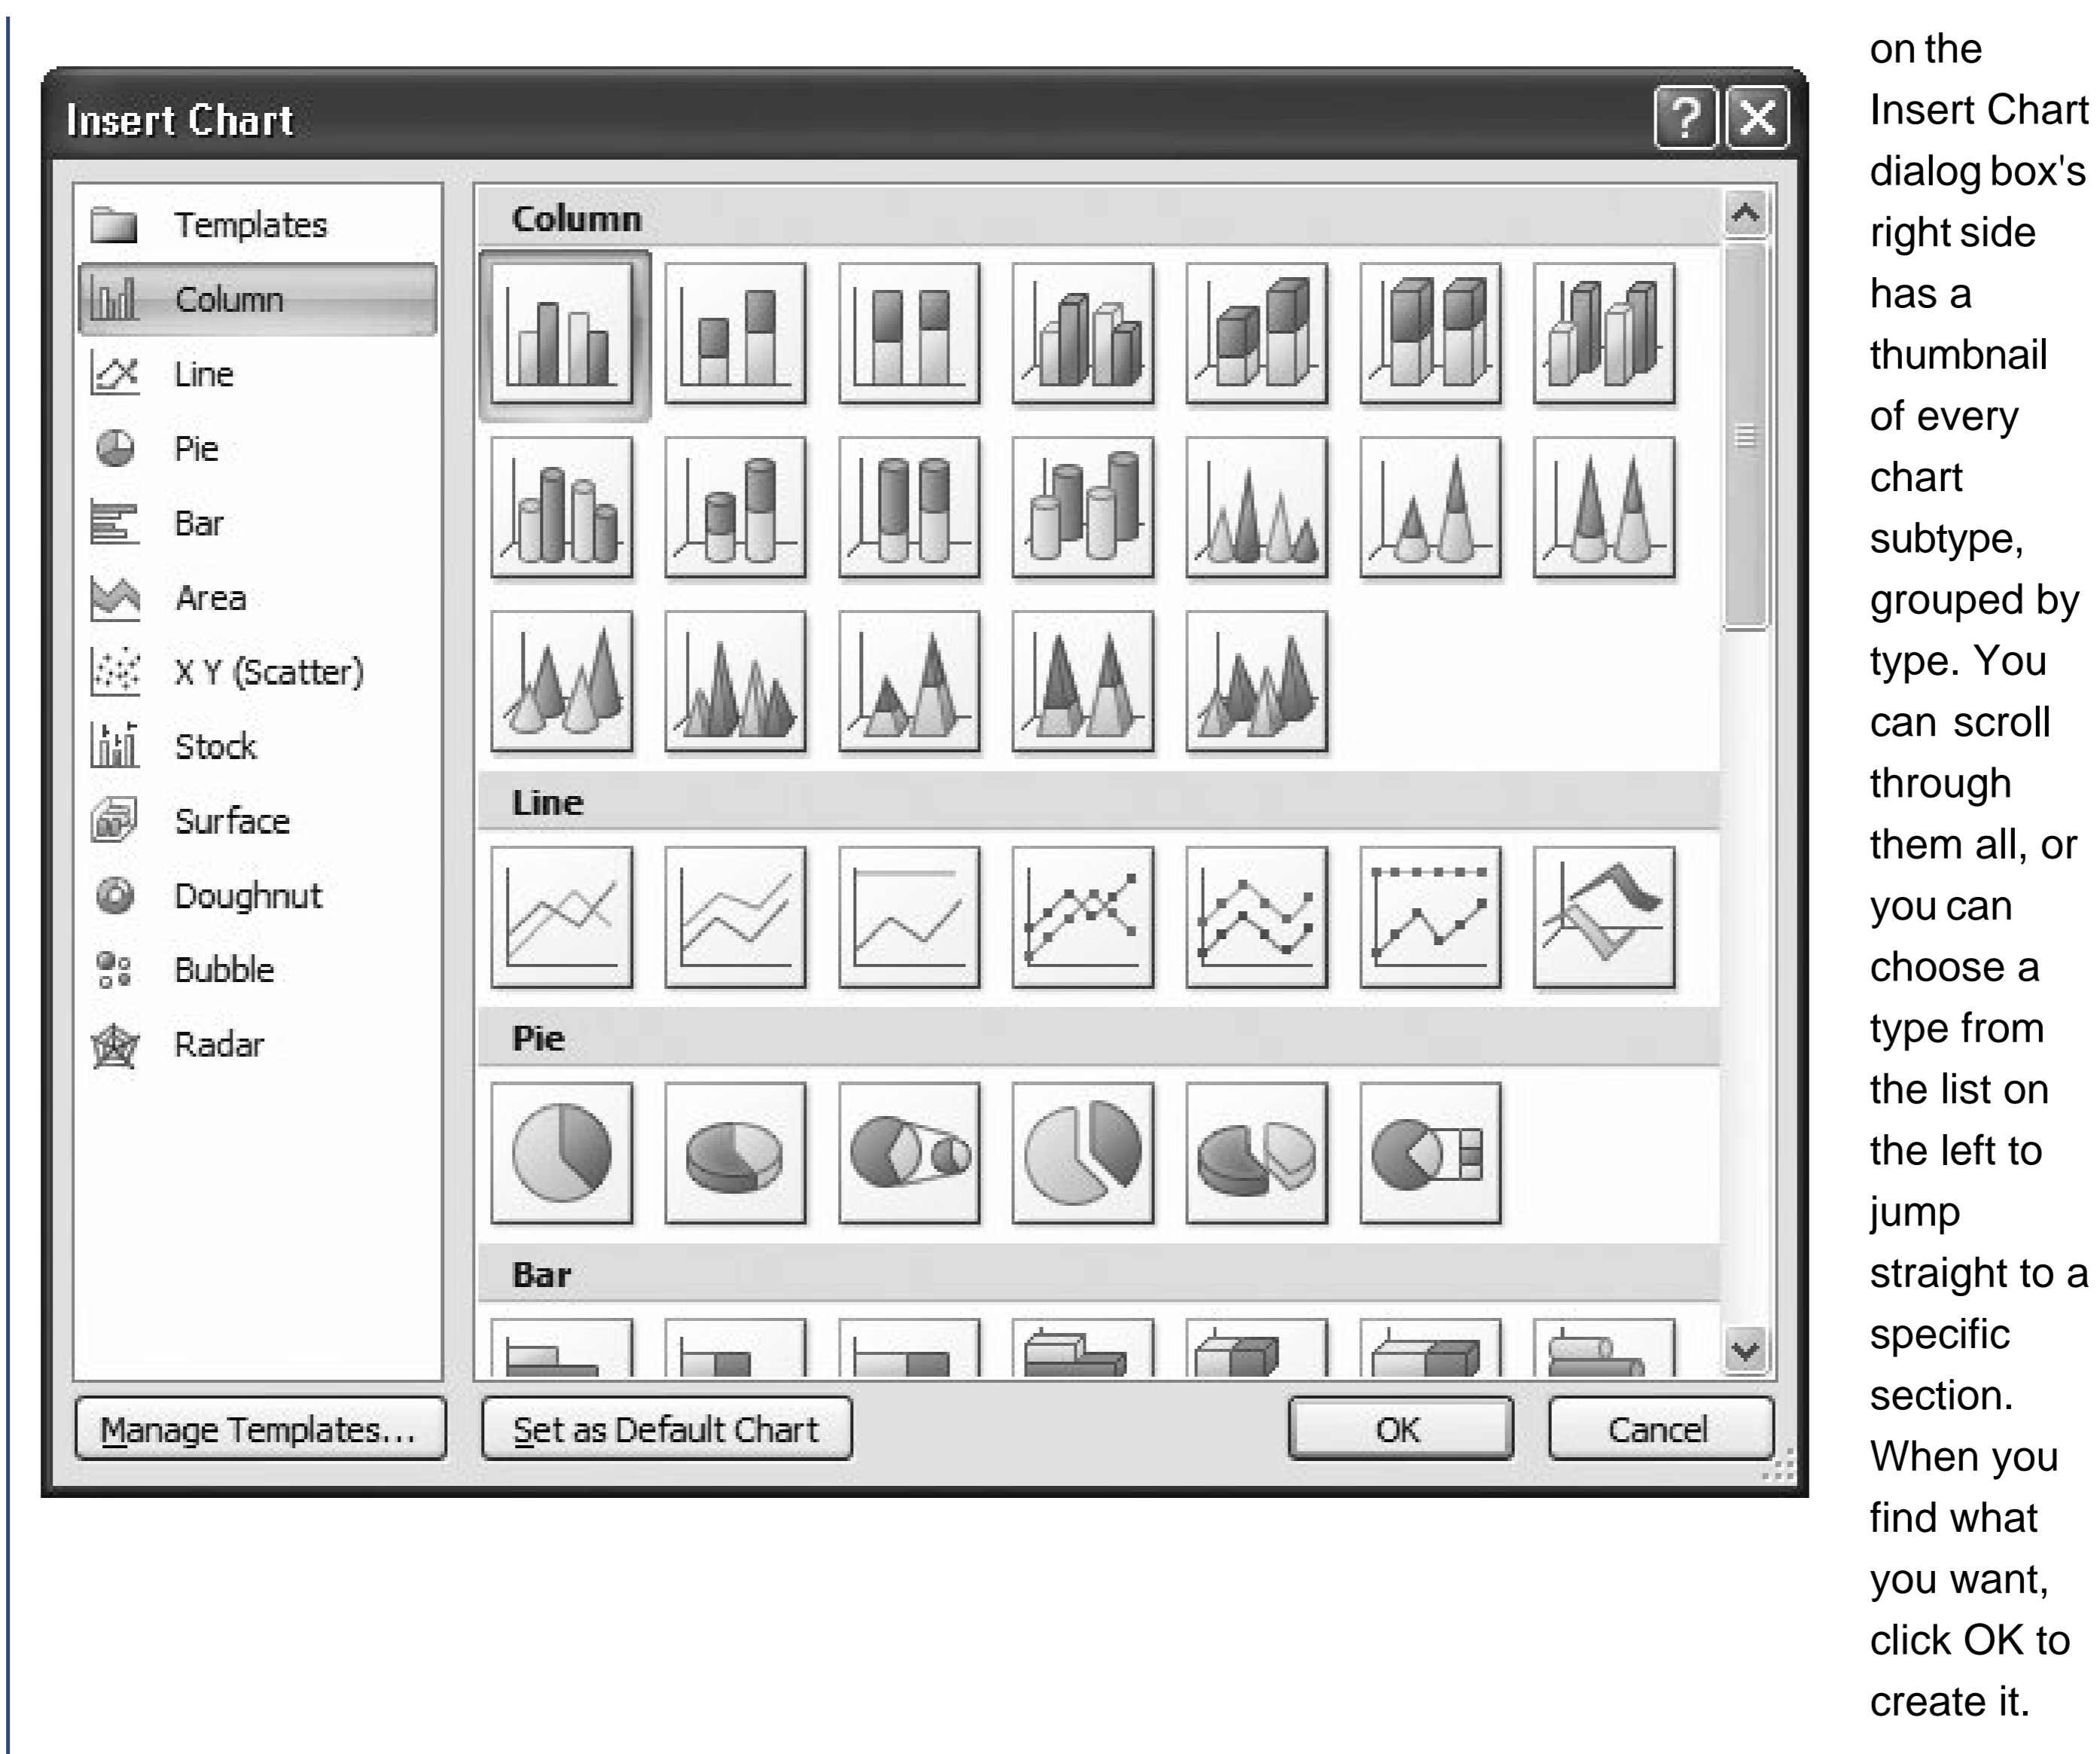 Insert Chart
Templates
Column
Line
Pie
Bar
Area
X Y (Scatter)
Stock
Surface
Doughnut
Bubble
Radar
Column
Line
Pie
Bar
Manage Templates...
Set as Default Chart
OK
Cancel
on the
Insert Chart
dialog box's
right side
has a
thumbnail
of every
chart
subtype,
grouped by
type. You
can scroll
through
them all, or
you can
choose a
type from
the list on
the left to
jump
straight to a
specific
section.
When you
find what
you want,
click OK to
create it.